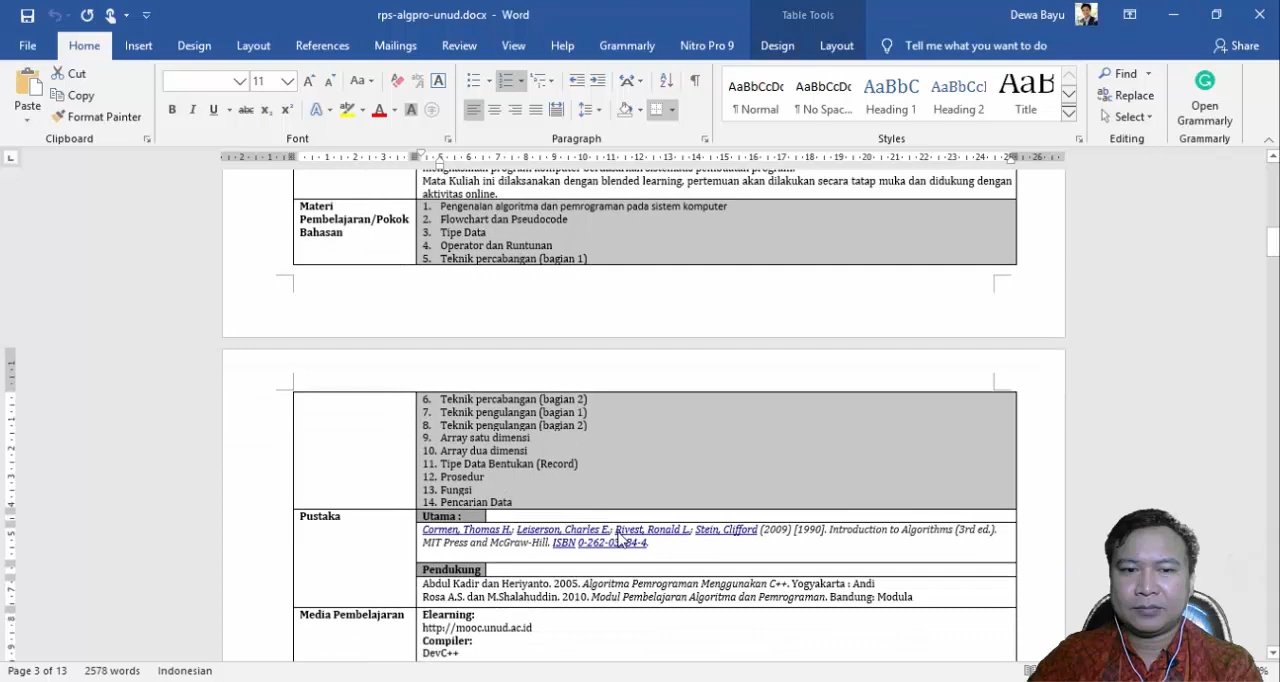 rps-algpro-unud.docx - Word
Table Tools
Dewa Bayu
File Home Insert Design Layout References Mailings Review View Help Grammarly Nitro Pro 9 Design Layout Tell me what you want to do Share
Cut
Copy
Format Painter
Paste
11
AaBbCcDc AaBbCcDc AaBbC AaBbCcI AaB
¶ Normal ¶ No Spac... Heading 1 Heading 2 Title
Find
Replace
Select
Open
Grammarly
Clipboard Font Paragraph Styles Editing Grammarly
Mata Kuliah ini dilaksanakan dengan blended learning, pertemuan akan dilakukan secara tatap muka dan didukung dengan
aktivitas online.
Materi
Pembelajaran/Pokok
Bahasan
1. Pengenalan algoritma dan pemrograman pada sistem komputer
2. Flowchart dan Pseudocode
3. Tipe Data
4. Operator dan Runtunan
5. Teknik percabangan (bagian 1)
6. Teknik percabangan (bagian 2)
7. Teknik pengulangan (bagian 1)
8. Teknik pengulangan (bagian 2)
9. Array satu dimensi
10. Array dua dimensi
11. Tipe Data Bentukan (Record)
12. Prosedur
13. Fungsi
14. Pencarian Data
Pustaka
Utama :
Cormen, Thomas H.; Leiserson, Charles E.; Rivest, Ronald L.; Stein, Clifford (2009) [1990]. Introduction to Algorithms (3rd ed.).
MIT Press and McGraw-Hill. ISBN
Pendukung
Abdul Kadir dan Heriyanto. 2005. Algoritma Pemrograman Menggunakan C++. Yogyakarta : Andi
Rosa A.S. dan M.Shalahuddin. 2010. Modul Pembelajaran Algoritma dan Pemrograman. Bandung: Modula
Media Pembelajaran
Elearning:
http://mooc.unud.ac.id
Compiler:
DevC++
Page 3 of 13 2578 words Indonesian